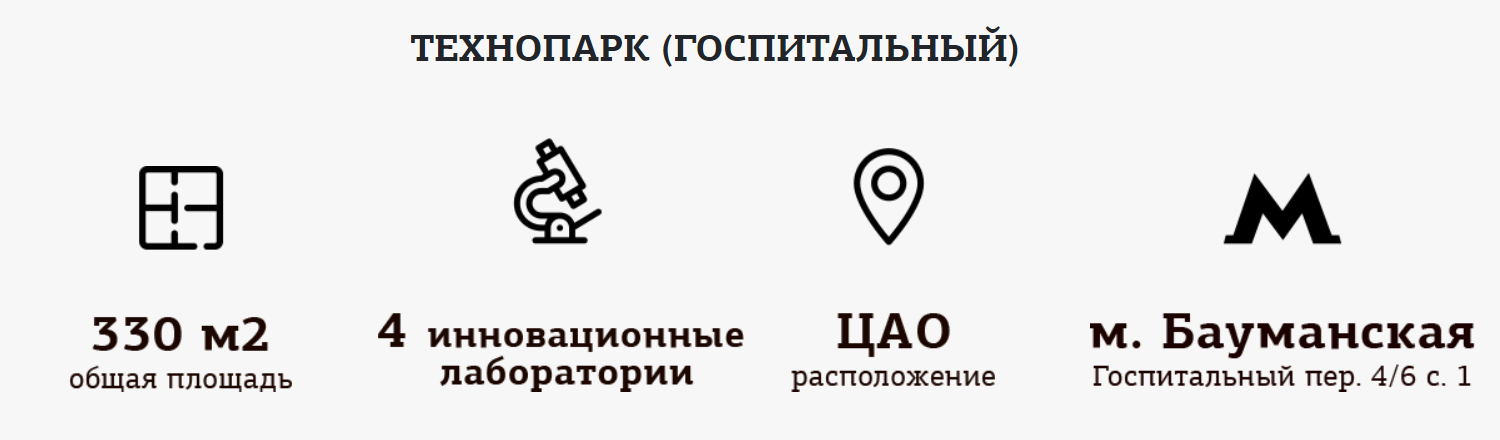 ТЕХНОПАРК (ГОСПИТАЛЬНЫЙ)
330 м2
общая площадь
4 инновационные
лаборатории
ЦАО
расположение
м. Бауманская
Госпитальный пер. 4/6 с. 1